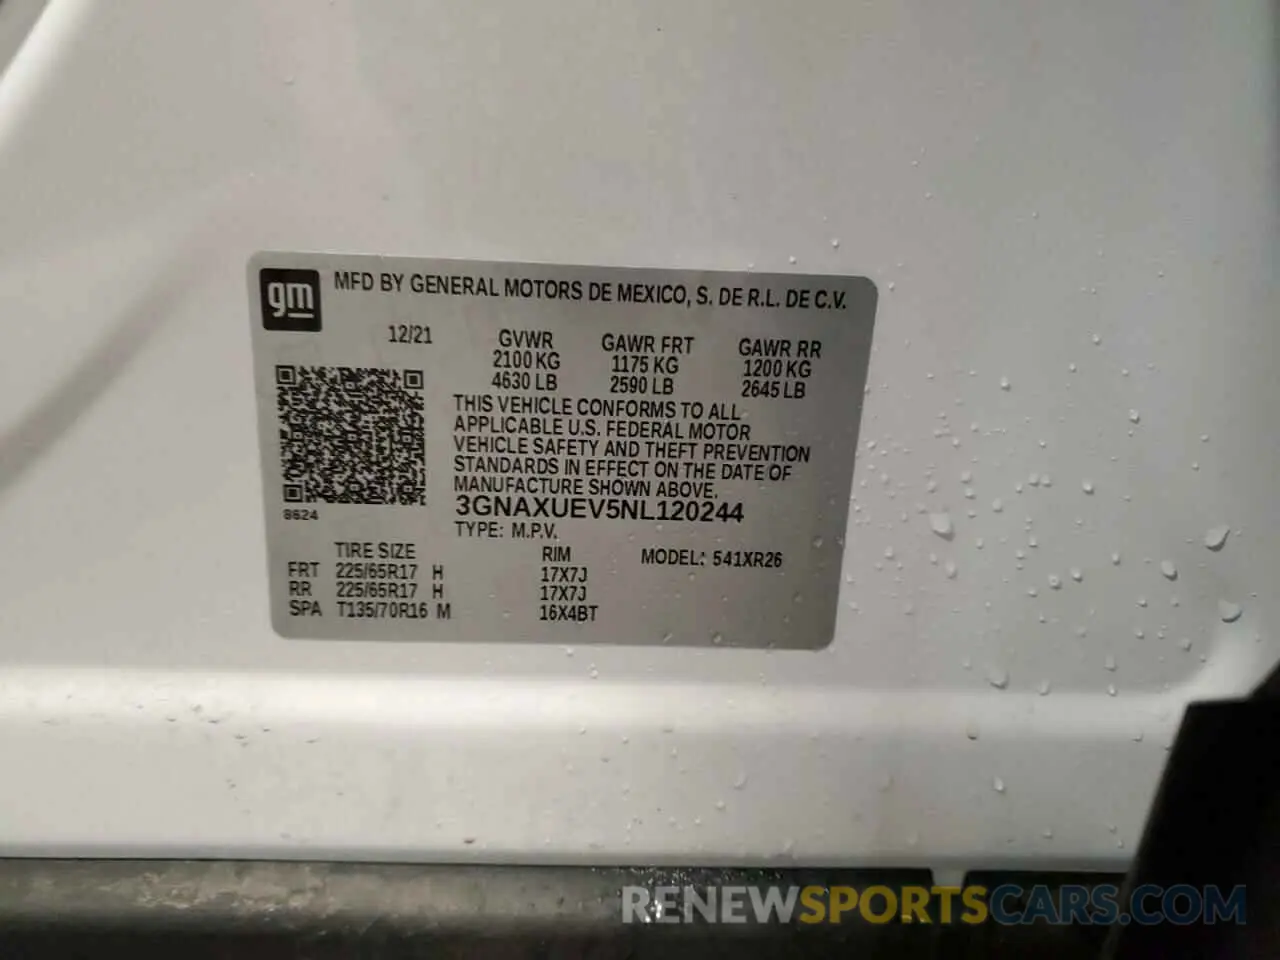 gm MFD BY GENERAL MOTORS DE MEXICO, S. DE R.L. DE C.V.
12/21 GVWR GAWR FRT GAWR RR
2100 KG 1175 KG 1200 KG
4630 LB 2590 LB 2645 LB
THIS VEHICLE CONFORMS TO ALL
APPLICABLE U.S. FEDERAL MOTOR
VEHICLE SAFETY AND THEFT PREVENTION
STANDARDS IN EFFECT ON THE DATE OF
MANUFACTURE SHOWN ABOVE.
8624
3GNAXUEV5NL120244
TYPE: M.P.V.
TIRE SIZE RIM MODEL: 541XR26
FRT 225/65R17 H 17X7J
RR 225/65R17 H 17X7J
SPA T135/70R16 M 16X4BT
RENEWSPORTSCARS.COM